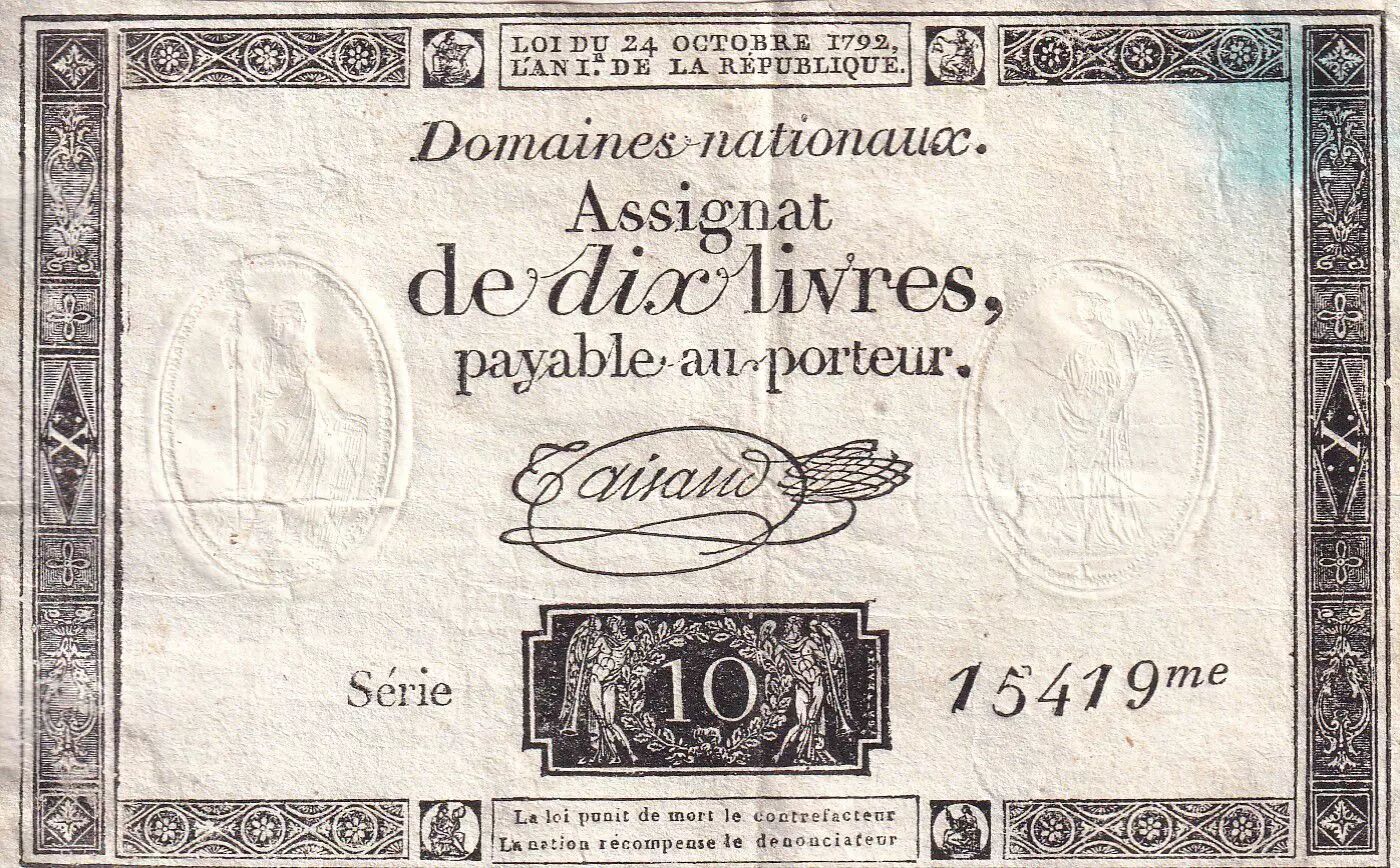 LOI DU 24 OCTOBRE 1792,
L'AN I.R DE LA RÉPUBLIQUE.
Domaines nationaux.
Assignat
de dix livres,
payable au porteur.
Taisaud
X
X
Série
10
15419me
La loi punit de mort le contrefacteur
La nation récompense le dénonciateur